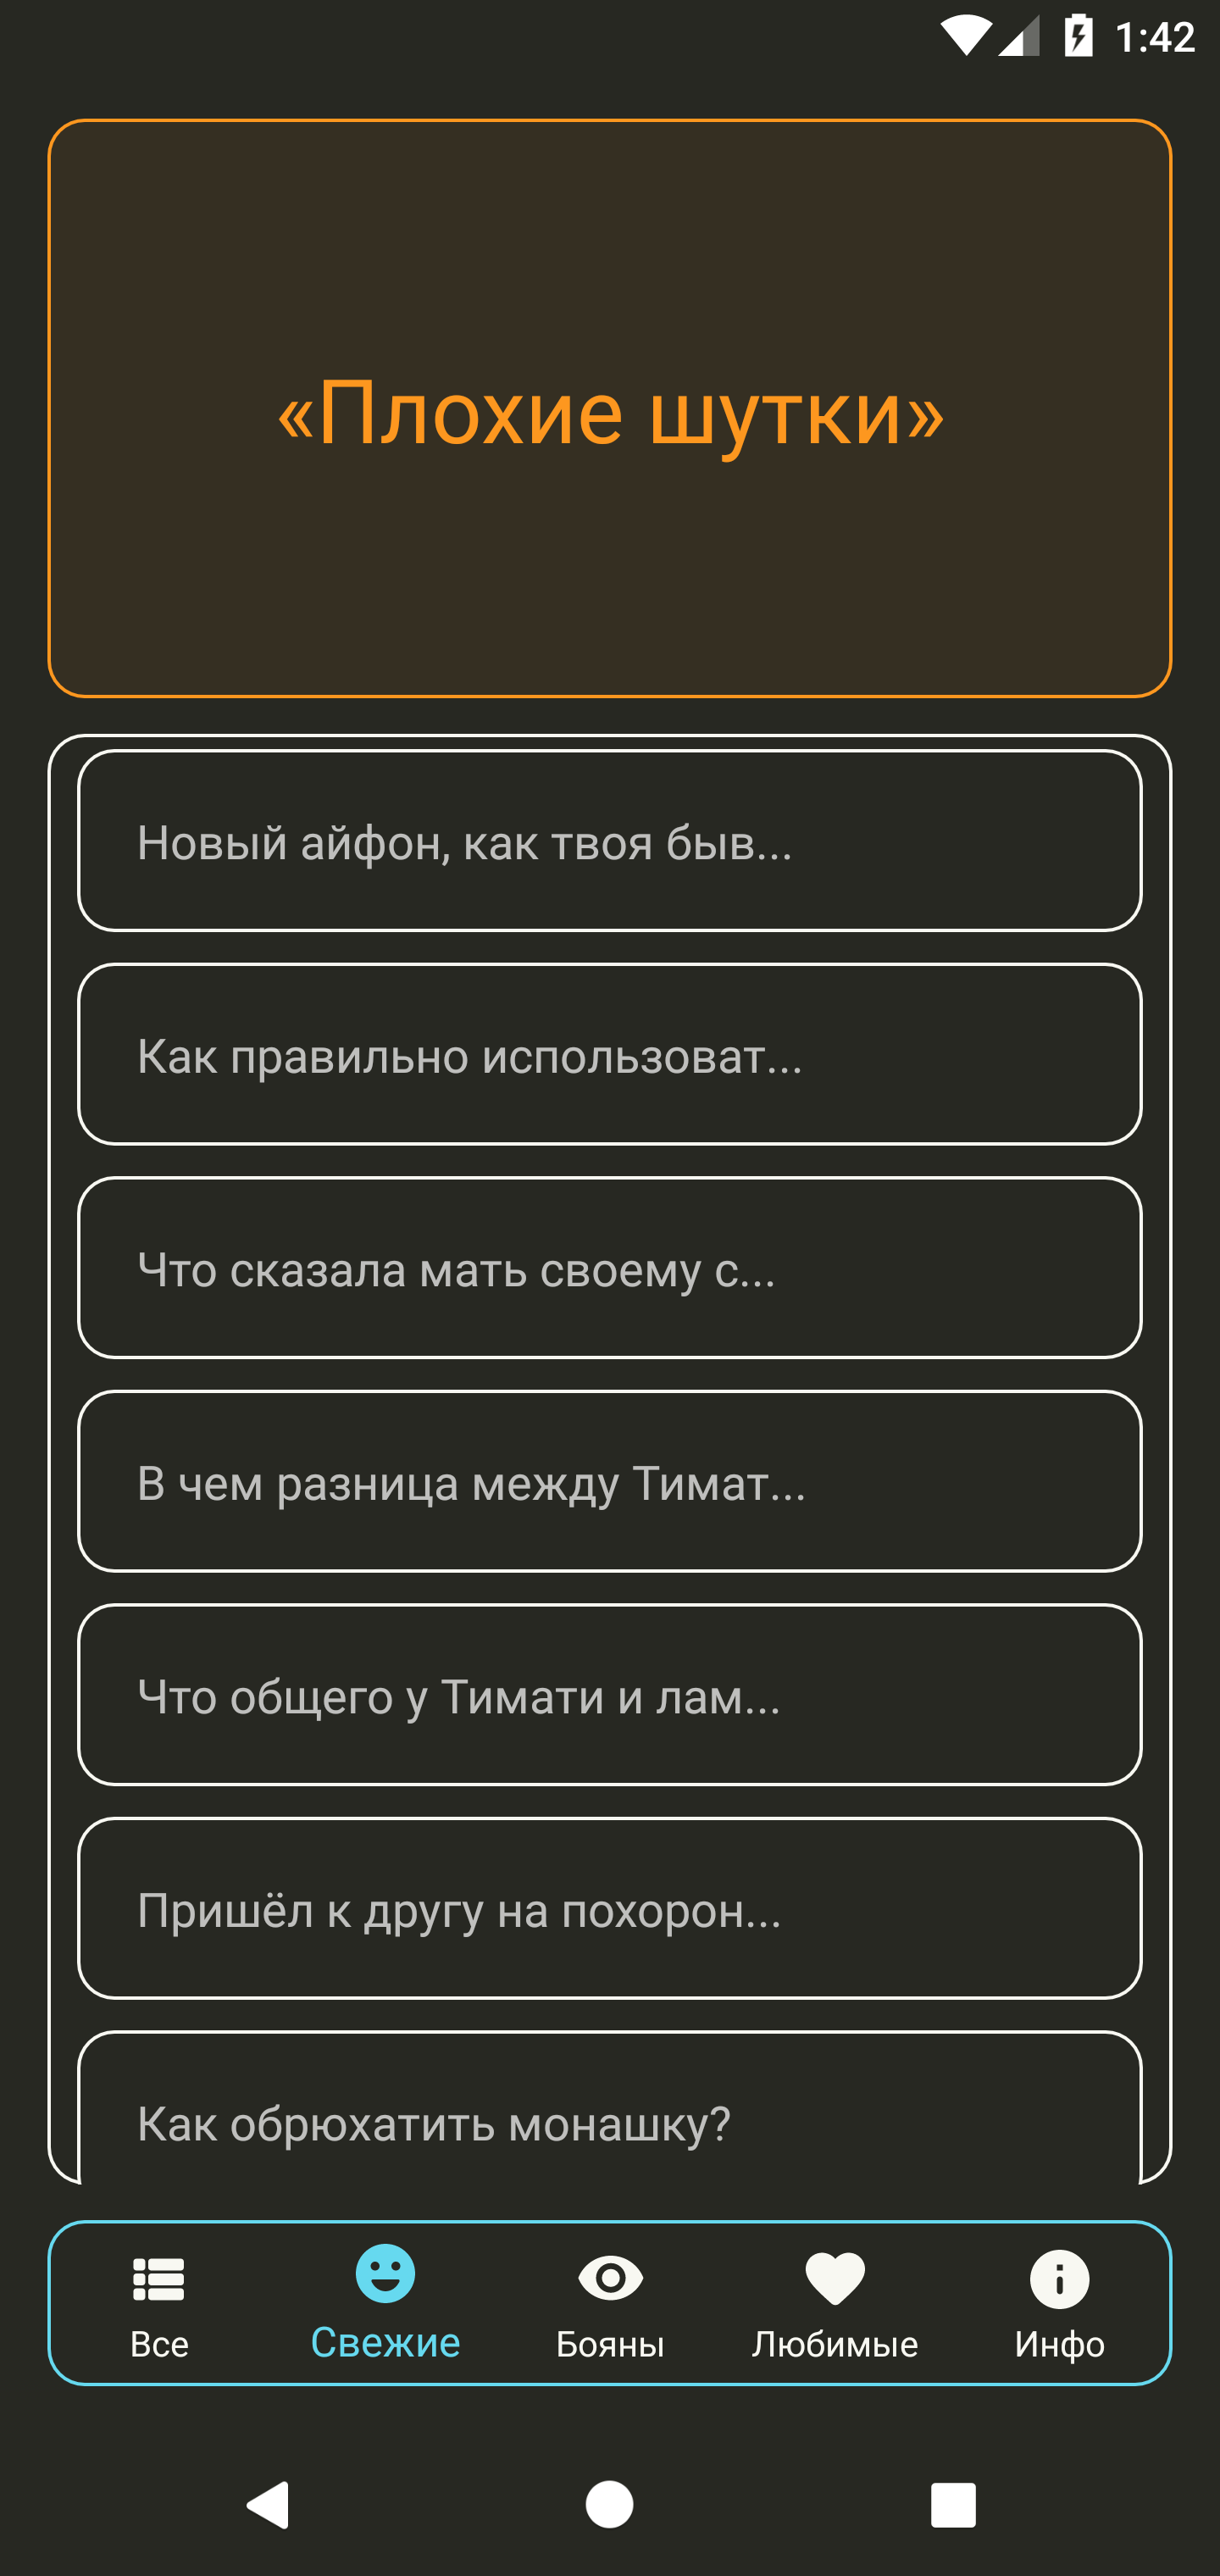 1:42
«Плохие шутки»
Новый айфон, как твоя быв...
Как правильно использоват...
Что сказала мать своему с...
В чем разница между Тимат...
Что общего у Тимати и лам...
Пришёл к другу на похорон...
Как обрюхатить монашку?
Все
Свежие
Бояны
Любимые
Инфо